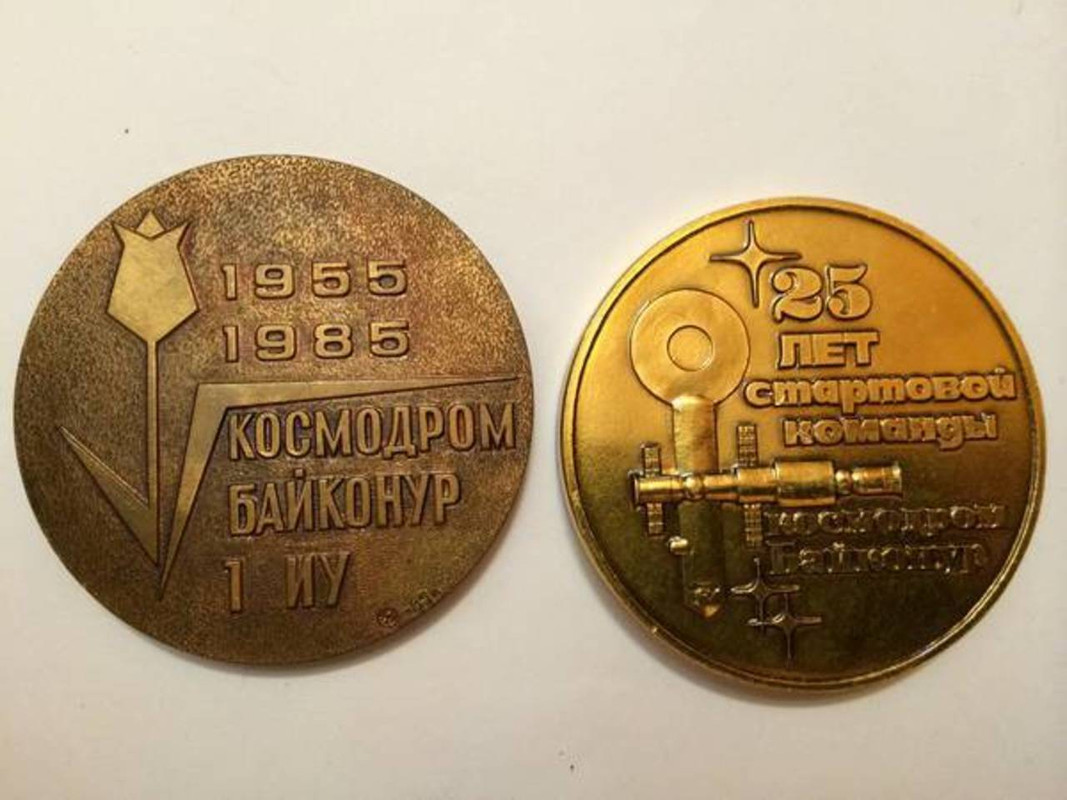 1955
1985
КОСМОДРОМ
БАЙКОНУР
1 ИУ
25
ЛЕТ
стартовой
команды
космодром
Байконур